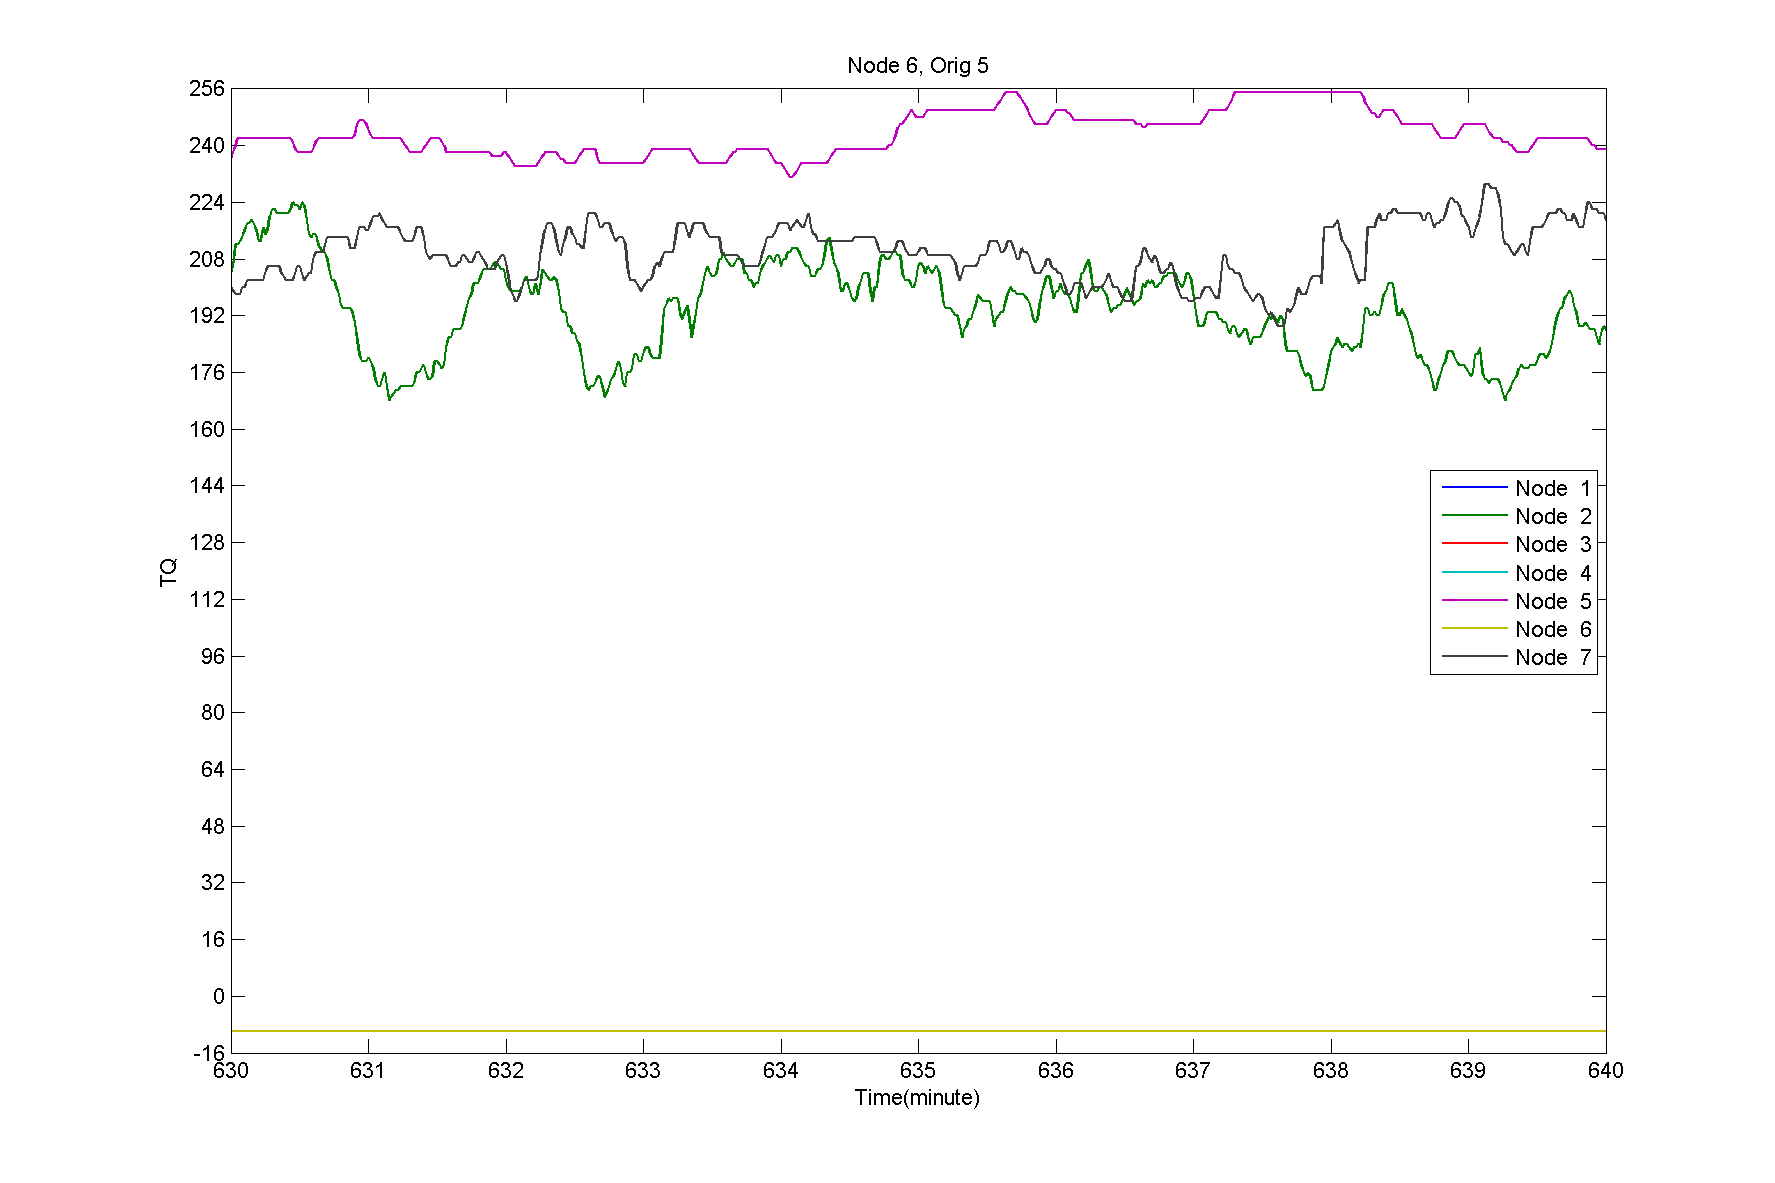 Node 6, Orig 5
256
240
224
208
192
176
160
144
128
112
96
80
64
48
32
16
0
-16
TQ
630 631 632 633 634 635 636 637 638 639 640
Time(minute)
Node 1
Node 2
Node 3
Node 4
Node 5
Node 6
Node 7